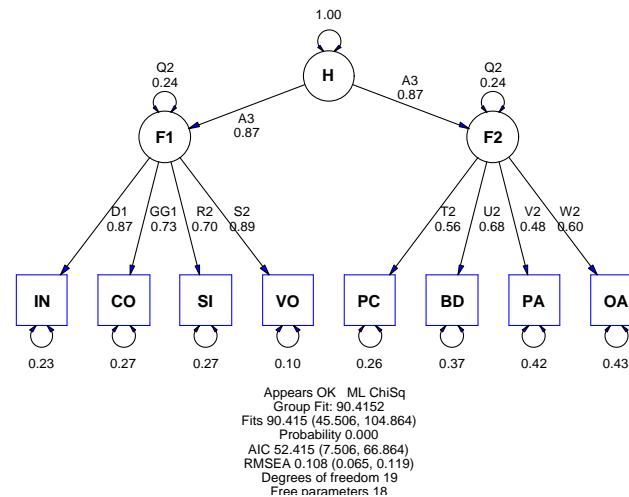 1.00
H
Q2
0.24
A3
0.87
A3
0.87
Q2
0.24
F1
F2
D1
0.87
GG1
0.73
R2
0.70
S2
0.89
T2
0.56
U2
0.68
V2
0.48
W2
0.60
IN
CO
SI
VO
PC
BD
PA
OA
0.23
0.27
0.27
0.10
0.26
0.37
0.42
0.43
Appears OK ML ChiSq
Group Fit: 90.4152
Fits 90.415 (45.506, 104.864)
Probability 0.000
AIC 52.415 (7.506, 66.864)
RMSEA 0.108 (0.065, 0.119)
Degrees of freedom 19
Free parameters 18